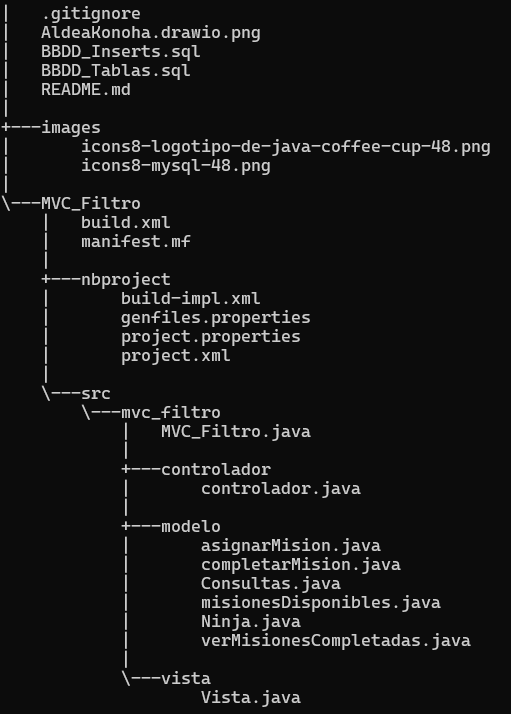 |   .gitignore
|   AldeaKonoha.drawio.png
|   BBDD_Inserts.sql
|   BBDD_Tablas.sql
|   README.md
|
+---images
|       icons8-logotipo-de-java-coffee-cup-48.png
|       icons8-mysql-48.png
|
\---MVC_Filtro
    |   build.xml
    |   manifest.mf
    |
    +---nbproject
    |       build-impl.xml
    |       genfiles.properties
    |       project.properties
    |       project.xml
    |
    \---src
        \---mvc_filtro
            |   MVC_Filtro.java
            |
            +---controlador
            |       controlador.java
            |
            +---modelo
            |       asignarMision.java
            |       completarMision.java
            |       Consultas.java
            |       misionesDisponibles.java
            |       Ninja.java
            |       verMisionesCompletadas.java
            |
            \---vista
                    Vista.java